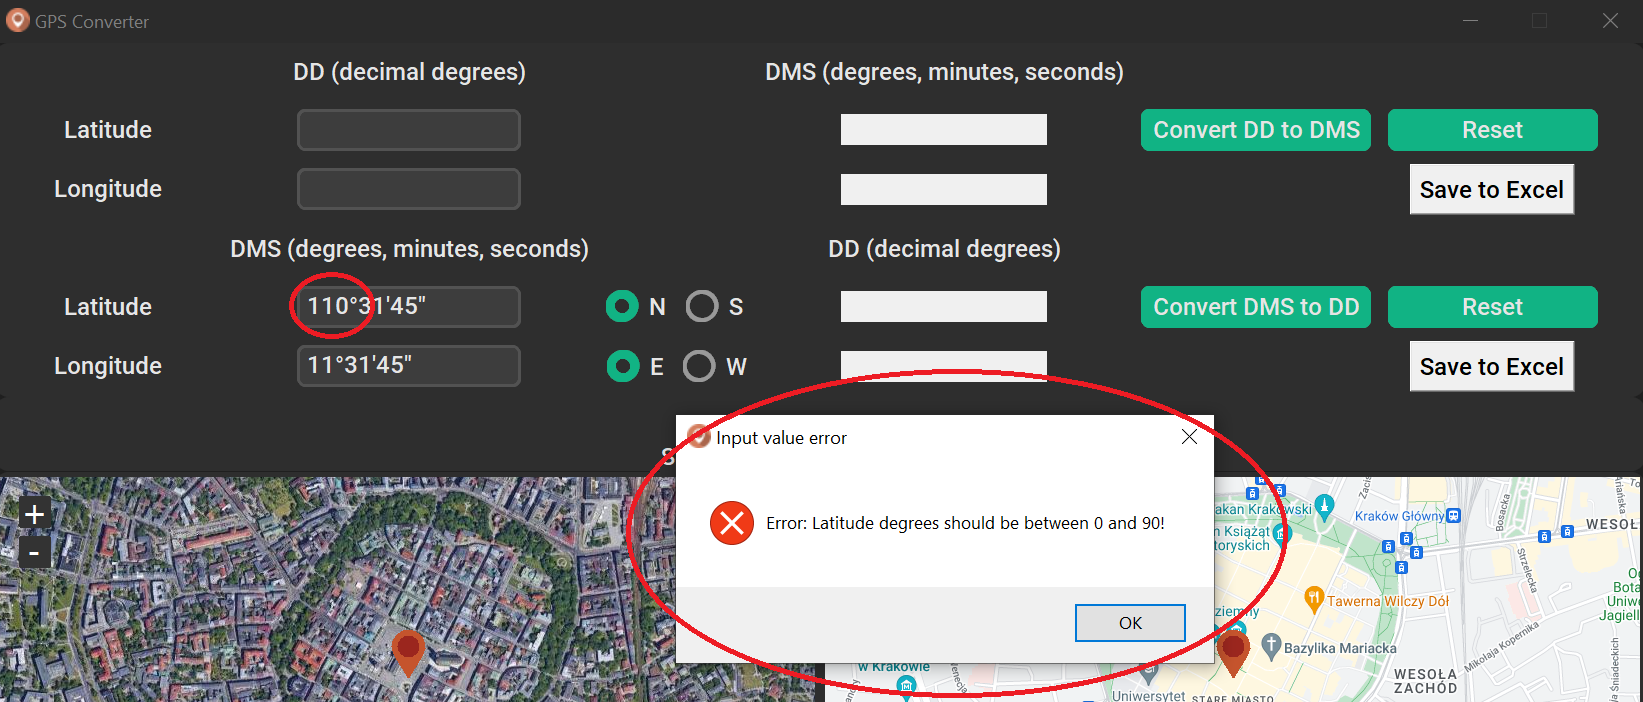 GPS Converter
DD (decimal degrees)
DMS (degrees, minutes, seconds)
Latitude
Convert DD to DMS
Reset
Longitude
Save to Excel
DMS (degrees, minutes, seconds)
DD (decimal degrees)
Latitude
110°31'45"
N
S
Convert DMS to DD
Reset
Longitude
11°31'45"
E
W
Save to Excel
S
Input value error
Error: Latitude degrees should be between 0 and 90!
OK
+
-
akan Krakowski
Kraków Główny
n Książąt
toryskich
Zacis
Bosacka
Ariańska
To
WESOŁ
Strzelecka
Tawerna Wilczy Dół
O
Bota
Uniwe
Jagiell
ziemny
Bazylika Mariacka
Mikołaja Kopernika
Śniadeckich
w Krakowie
Uniwersytet
WESOŁA
ZACHÓD
STARE MIASTO